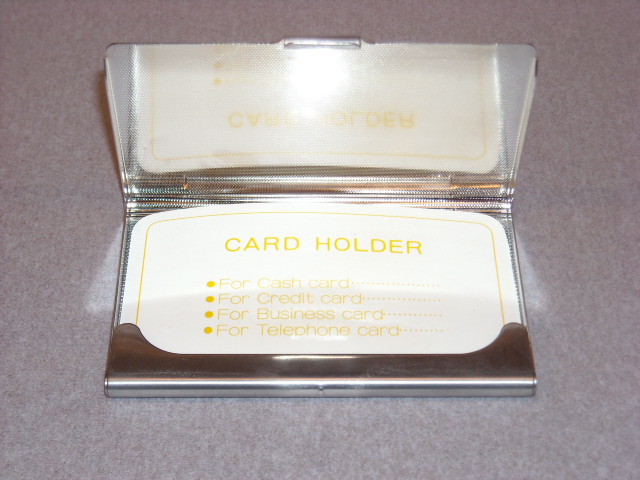 CARD HOLDER
●For Cash card··················
●For Credit card················
●For Business card···········
●For Telephone card········